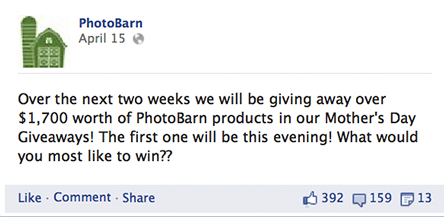 PhotoBarn
April 15
Over the next two weeks we will be giving away over
$1,700 worth of PhotoBarn products in our Mother's Day
Giveaways! The first one will be this evening! What would
you most like to win??
Like · Comment · Share 392 159 13